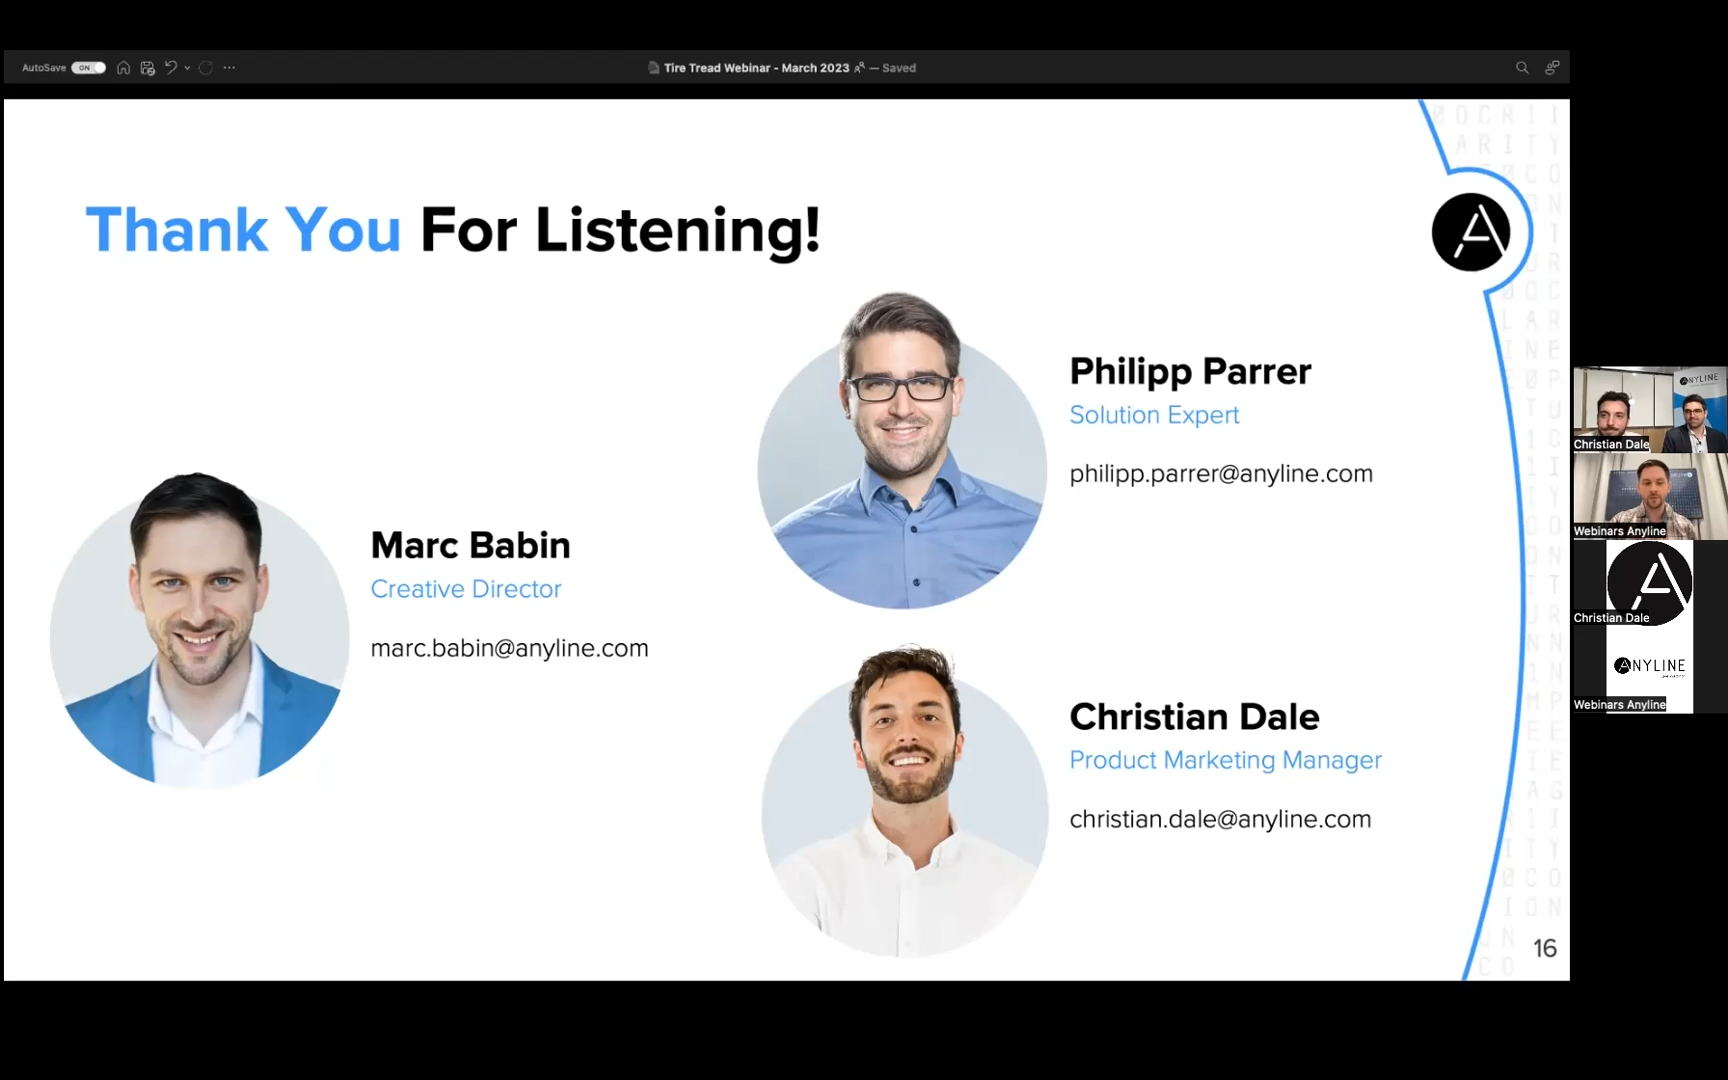 AutoSave ON
Tire Tread Webinar - March 2023 — Saved
Thank You For Listening!
Philipp Parrer
Solution Expert
philipp.parrer@anyline.com
Marc Babin
Creative Director
marc.babin@anyline.com
Christian Dale
Product Marketing Manager
christian.dale@anyline.com
16
ANYLINE
Christian Dale
Webinars Anyline
Christian Dale
ANYLINE
Webinars Anyline